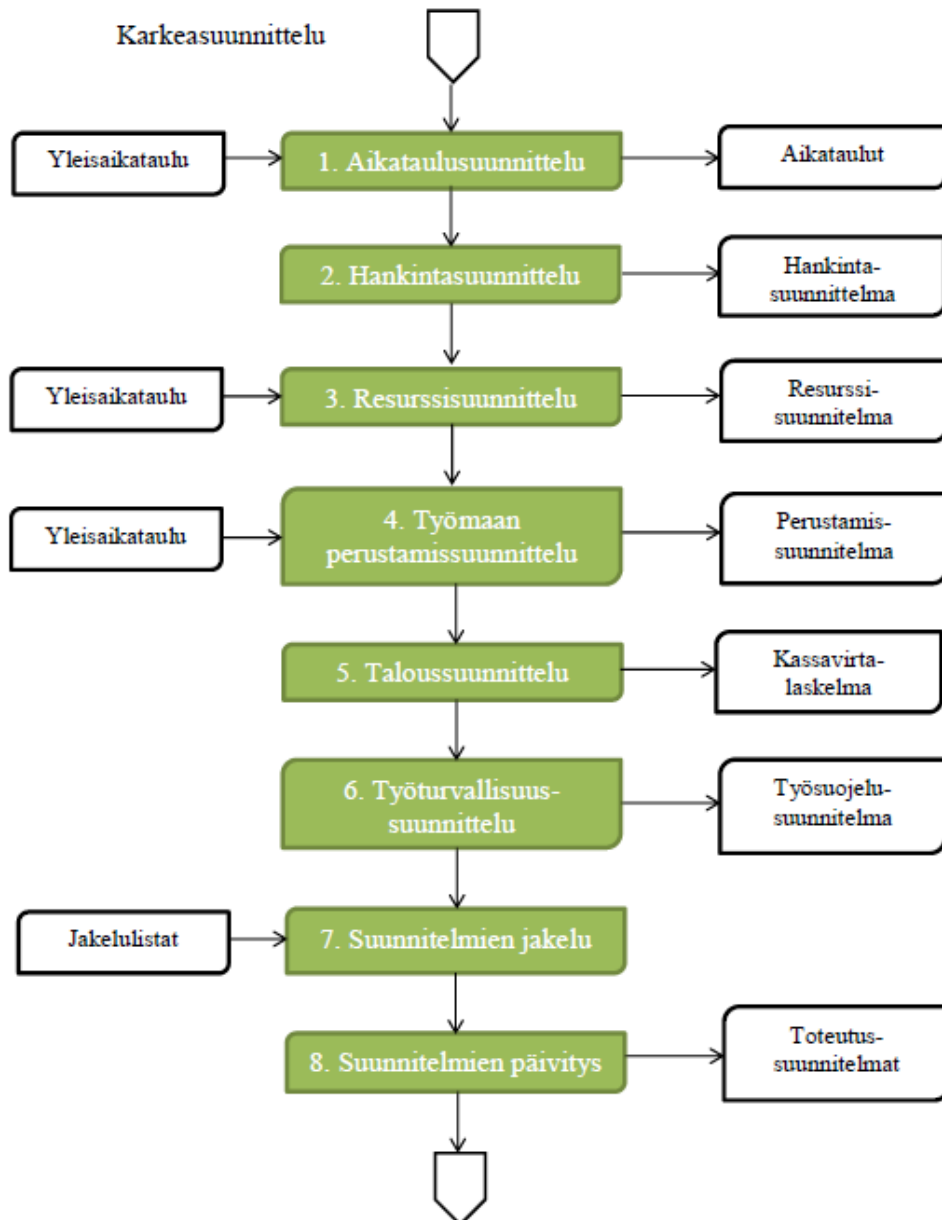 Karkeasuunnittelu
Yleisaikataulu
1. Aikataulusuunnittelu
Aikataulut
2. Hankintasuunnittelu
Hankinta-
suunnittelma
Yleisaikataulu
3. Resurssisuunnittelu
Resurssi-
suunnitelma
Yleisaikataulu
4. Työmaan
perustamissuunnittelu
Perustamis-
suunnitelma
5. Taloussuunnittelu
Kassavirta-
laskelma
6. Työturvallisuus-
suunnittelu
Työsuojelu-
suunnitelma
Jakelulistat
7. Suunnitelmien jakelu
8. Suunnitelmien päivitys
Toteutus-
suunnitelmat